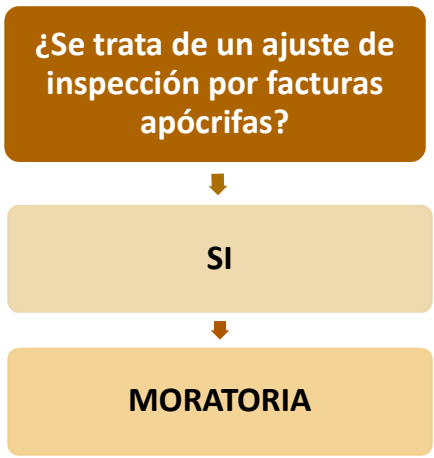 ¿Se trata de un ajuste de
inspección por facturas
apócrifas?
SI
MORATORIA